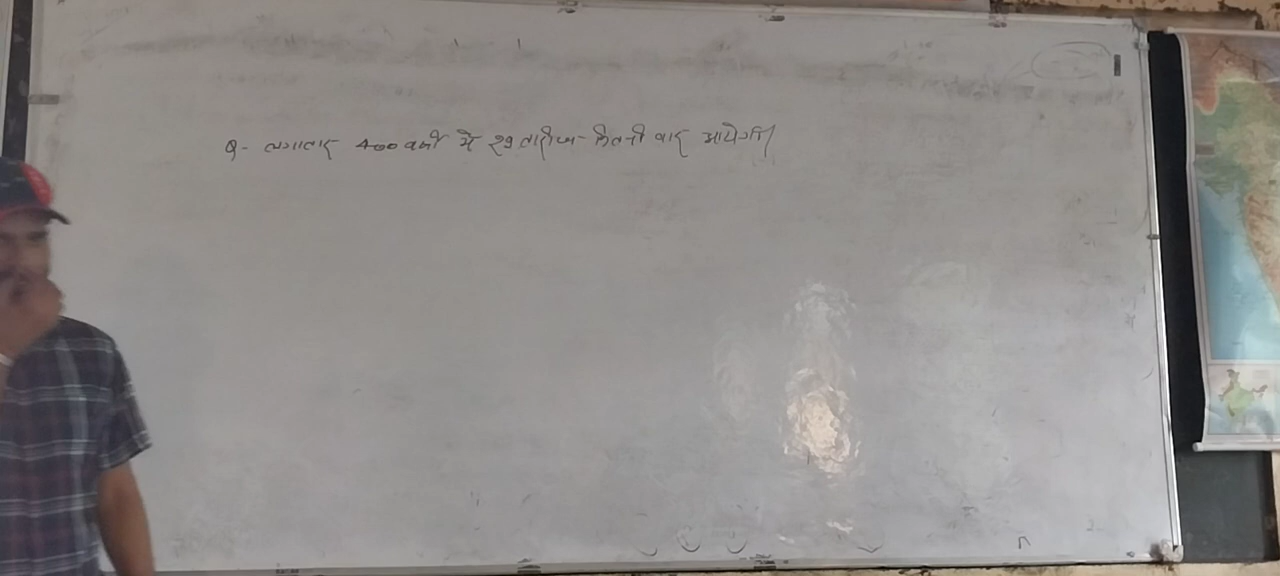 Q- लगातार 400 वर्षो में 29 तारीख कितनी बार आयेगी|